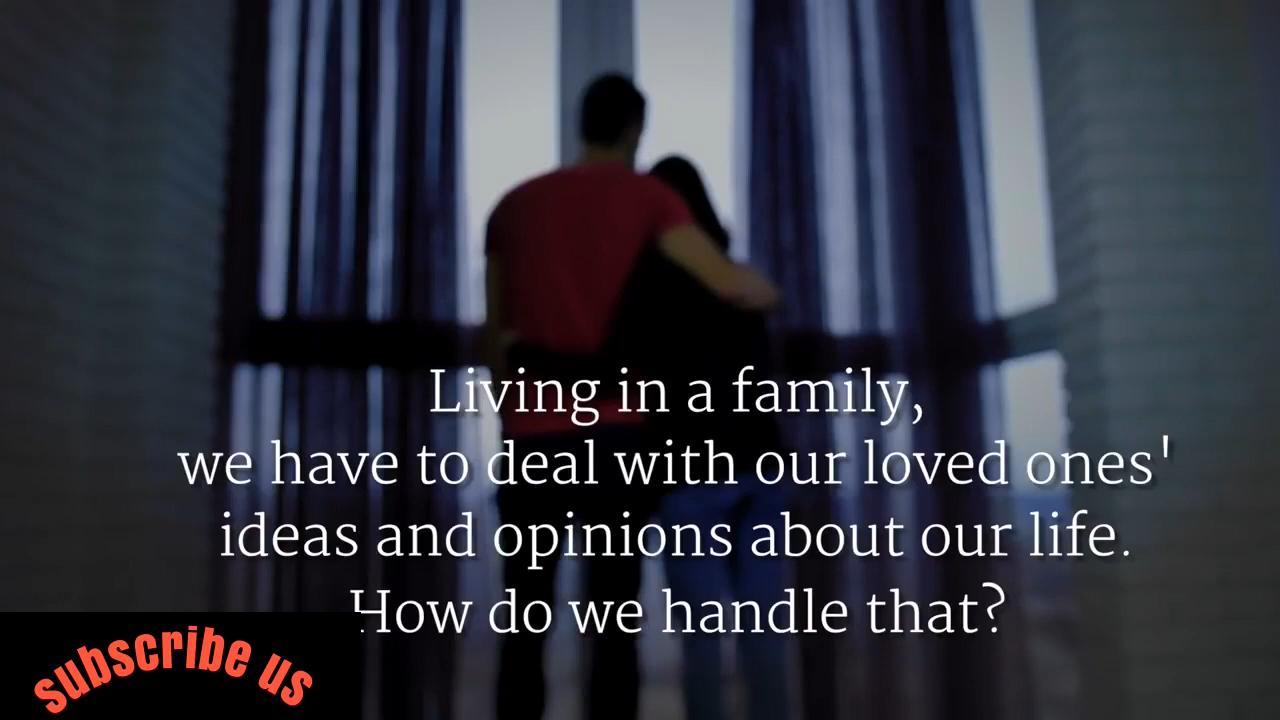 Living in a family,
we have to deal with our loved ones'
ideas and opinions about our life.
How do we handle that?
subscribe us